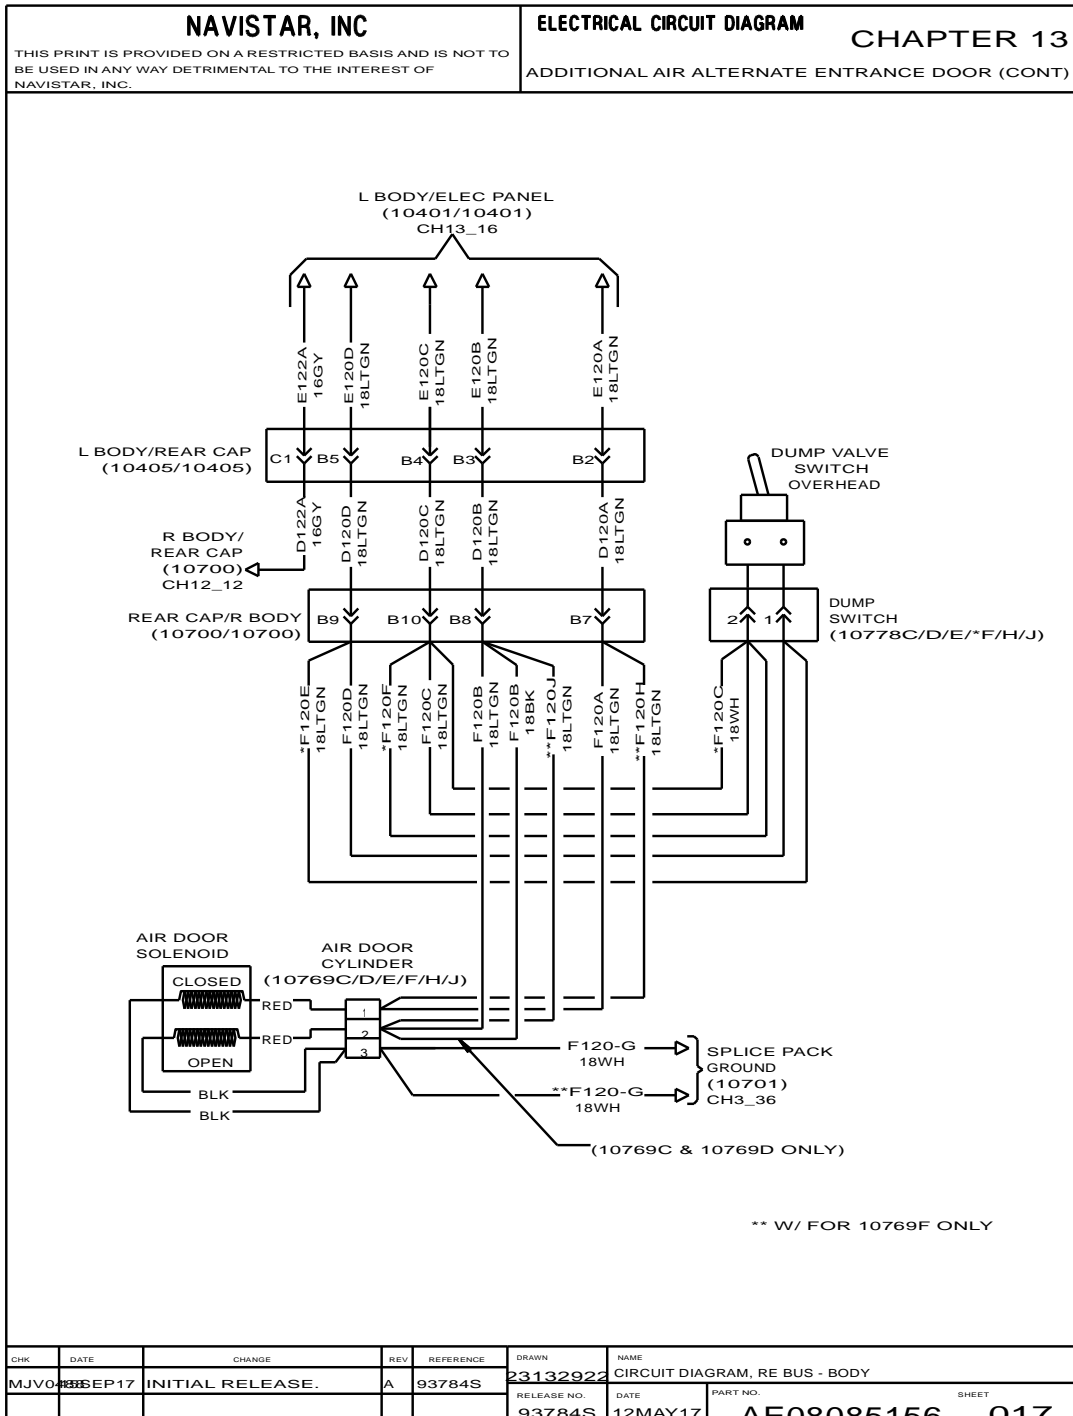 NAVISTAR, INC
THIS PRINT IS PROVIDED ON A RESTRICTED BASIS AND IS NOT TO
BE USED IN ANY WAY DETRIMENTAL TO THE INTEREST OF
NAVISTAR, INC.
ELECTRICAL CIRCUIT DIAGRAM
CHAPTER 13
ADDITIONAL AIR ALTERNATE ENTRANCE DOOR (CONT)
L BODY/ELEC PANEL
(10401/10401)
CH13_16
E122A
16GY
E120D
18LTGN
E120C
18LTGN
E120B
18LTGN
E120A
18LTGN
L BODY/REAR CAP
(10405/10405)
C1
B5
B4
B3
B2
DUMP VALVE
SWITCH
OVERHEAD
D122A
16GY
D120D
18LTGN
D120C
18LTGN
D120B
18LTGN
D120A
18LTGN
R BODY/
REAR CAP
(10700)
CH12_12
REAR CAP/R BODY
(10700/10700)
B9
B10
B8
B7
2
1
DUMP
SWITCH
(10778C/D/E/*F/H/J)
*F120E
18LTGN
F120D
18LTGN
*F120F
18LTGN
F120C
18LTGN
F120B
18LTGN
F120B
18BK
**F120J
18LTGN
F120A
18LTGN
**F120H
18LTGN
*F120C
18WH
AIR DOOR
SOLENOID
AIR DOOR
CYLINDER
(10769C/D/E/F/H/J)
CLOSED
RED
1
2
3
RED
OPEN
BLK
BLK
F120-G
18WH
**F120-G
18WH
SPLICE PACK
GROUND
(10701)
CH3_36
(10769C & 10769D ONLY)
** W/ FOR 10769F ONLY
CHK
DATE
CHANGE
REV
REFERENCE
DRAWN
NAME
SEP17
INITIAL RELEASE.
A
93784S
23132922
CIRCUIT DIAGRAM, RE BUS - BODY
RELEASE NO.
DATE
PART NO.
SHEET
93784S
12MAY17
AE08085156
017